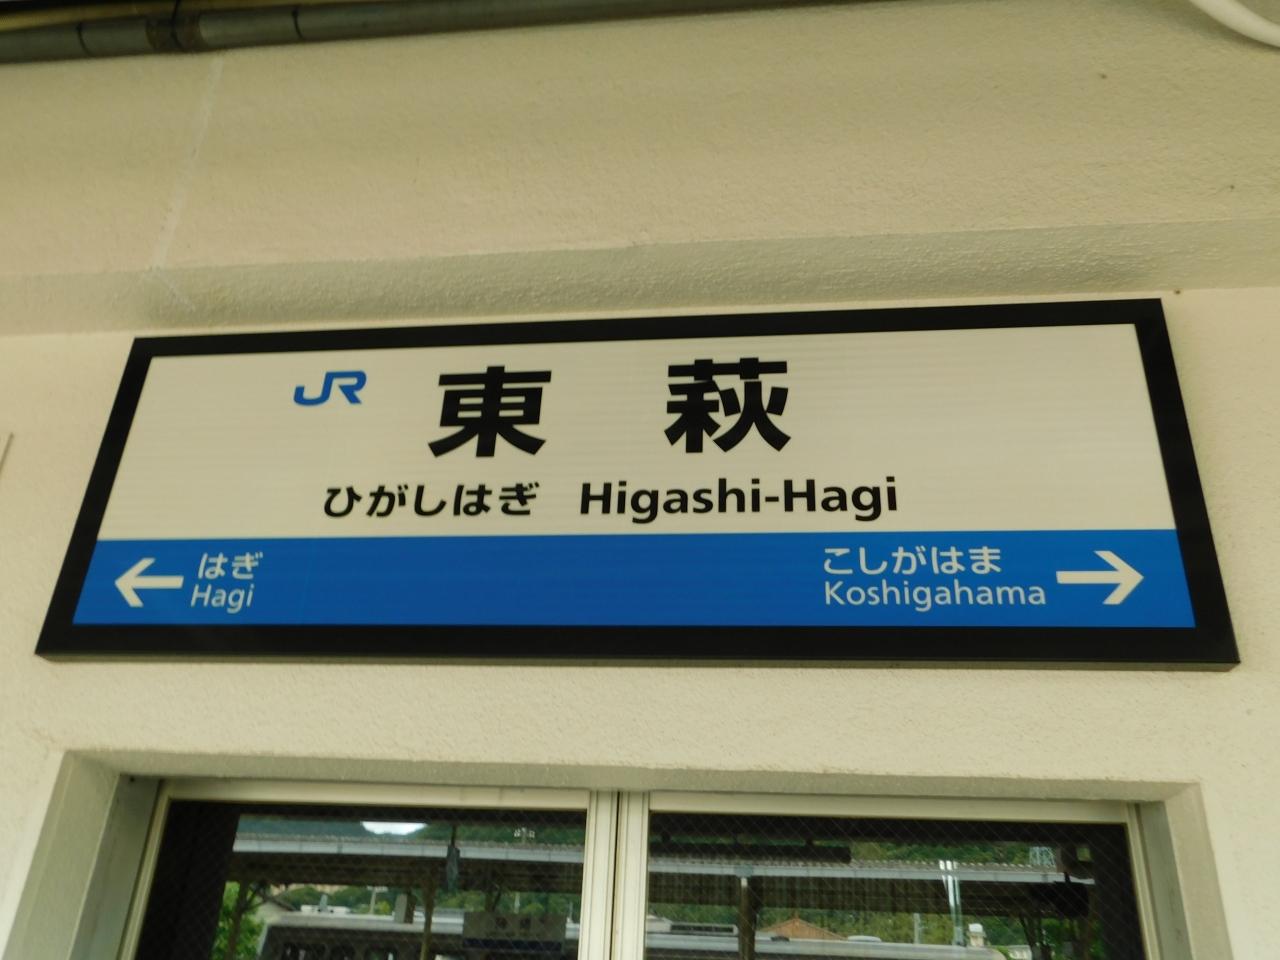 JR 東萩
ひがしはぎ Higashi-Hagi
← はぎ
Hagi
こしがはま →
Koshigahama